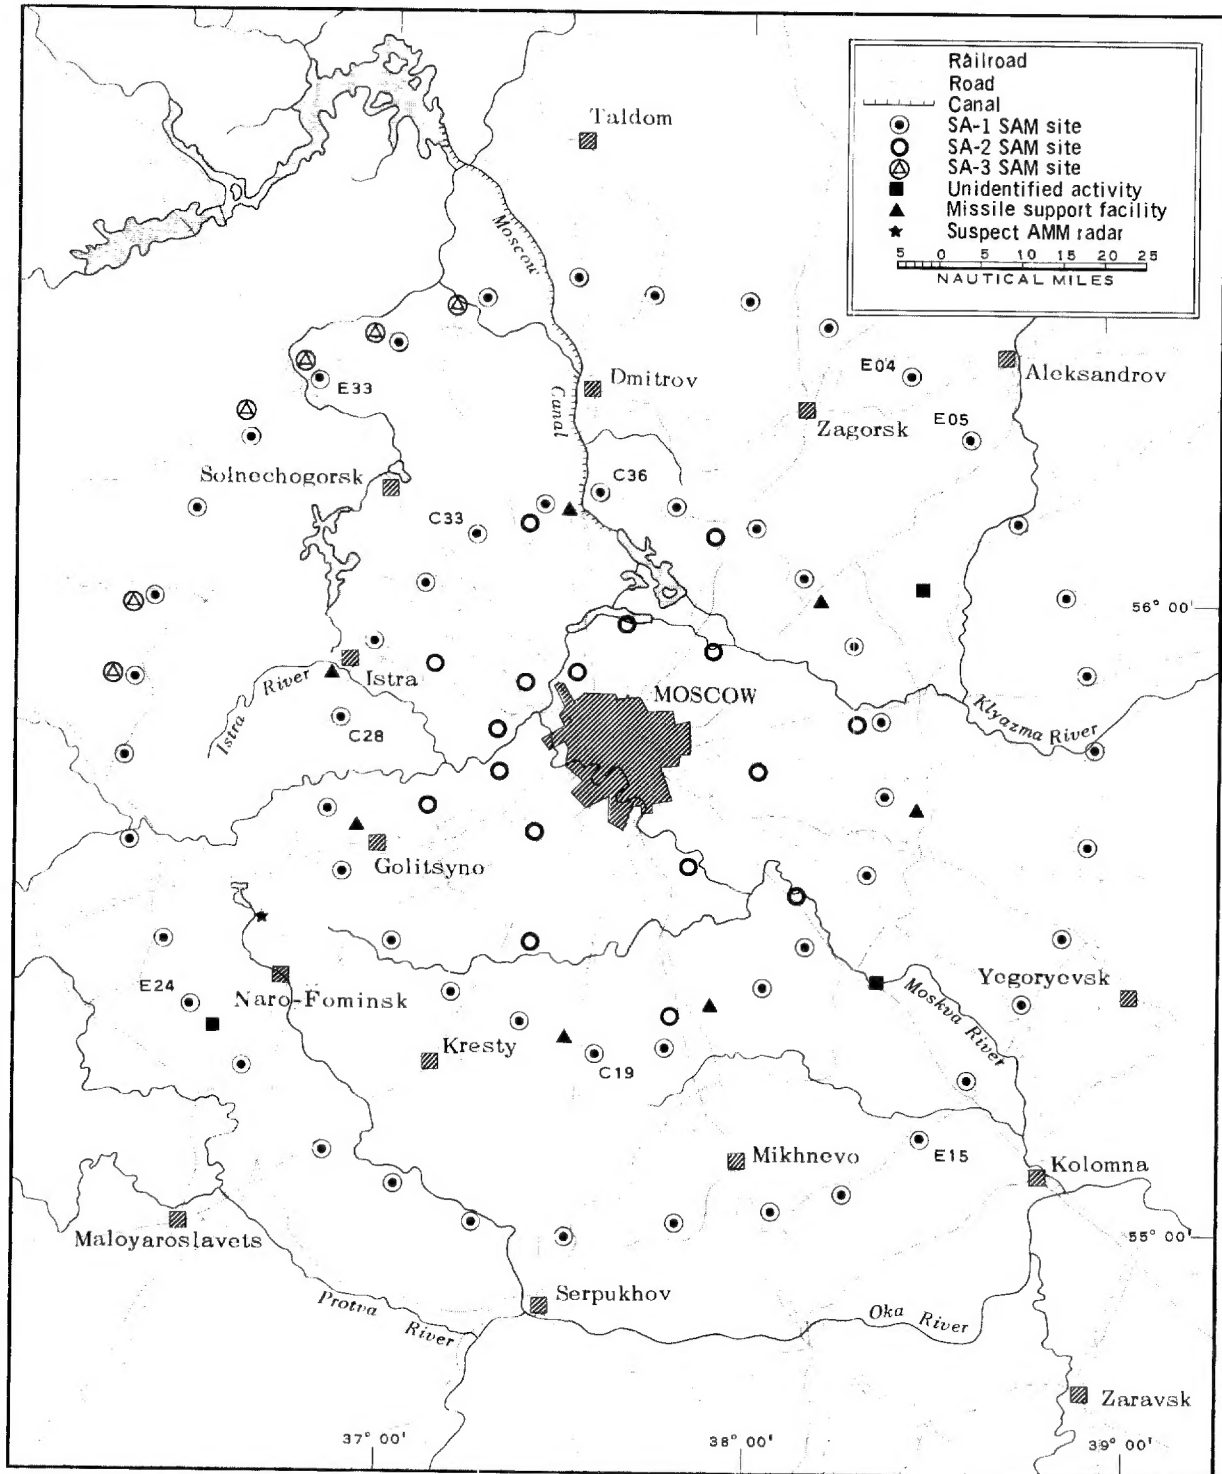 Railroad
Road
Canal
SA-1 SAM site
SA-2 SAM site
SA-3 SAM site
Unidentified activity
Missile support facility
Suspect AMM radar
5 0 5 10 15 20 25
NAUTICAL MILES
Taldom
Moscow
Canal
E33
Dmitrov
E04
Aleksandrov
Zagorsk
E05
Solnechogorsk
C36
C33
56° 00'
Istra
Istra River
MOSCOW
C28
Klyazma River
Golitsyno
E24
Naro-Fominsk
Yegoryevsk
Moskva River
Kresty
C19
Mikhnevo
E15
Kolomna
Maloyaroslavets
55° 00'
Serpukhov
Protva River
Oka River
Zaravsk
37° 00'
38° 00'
39° 00'